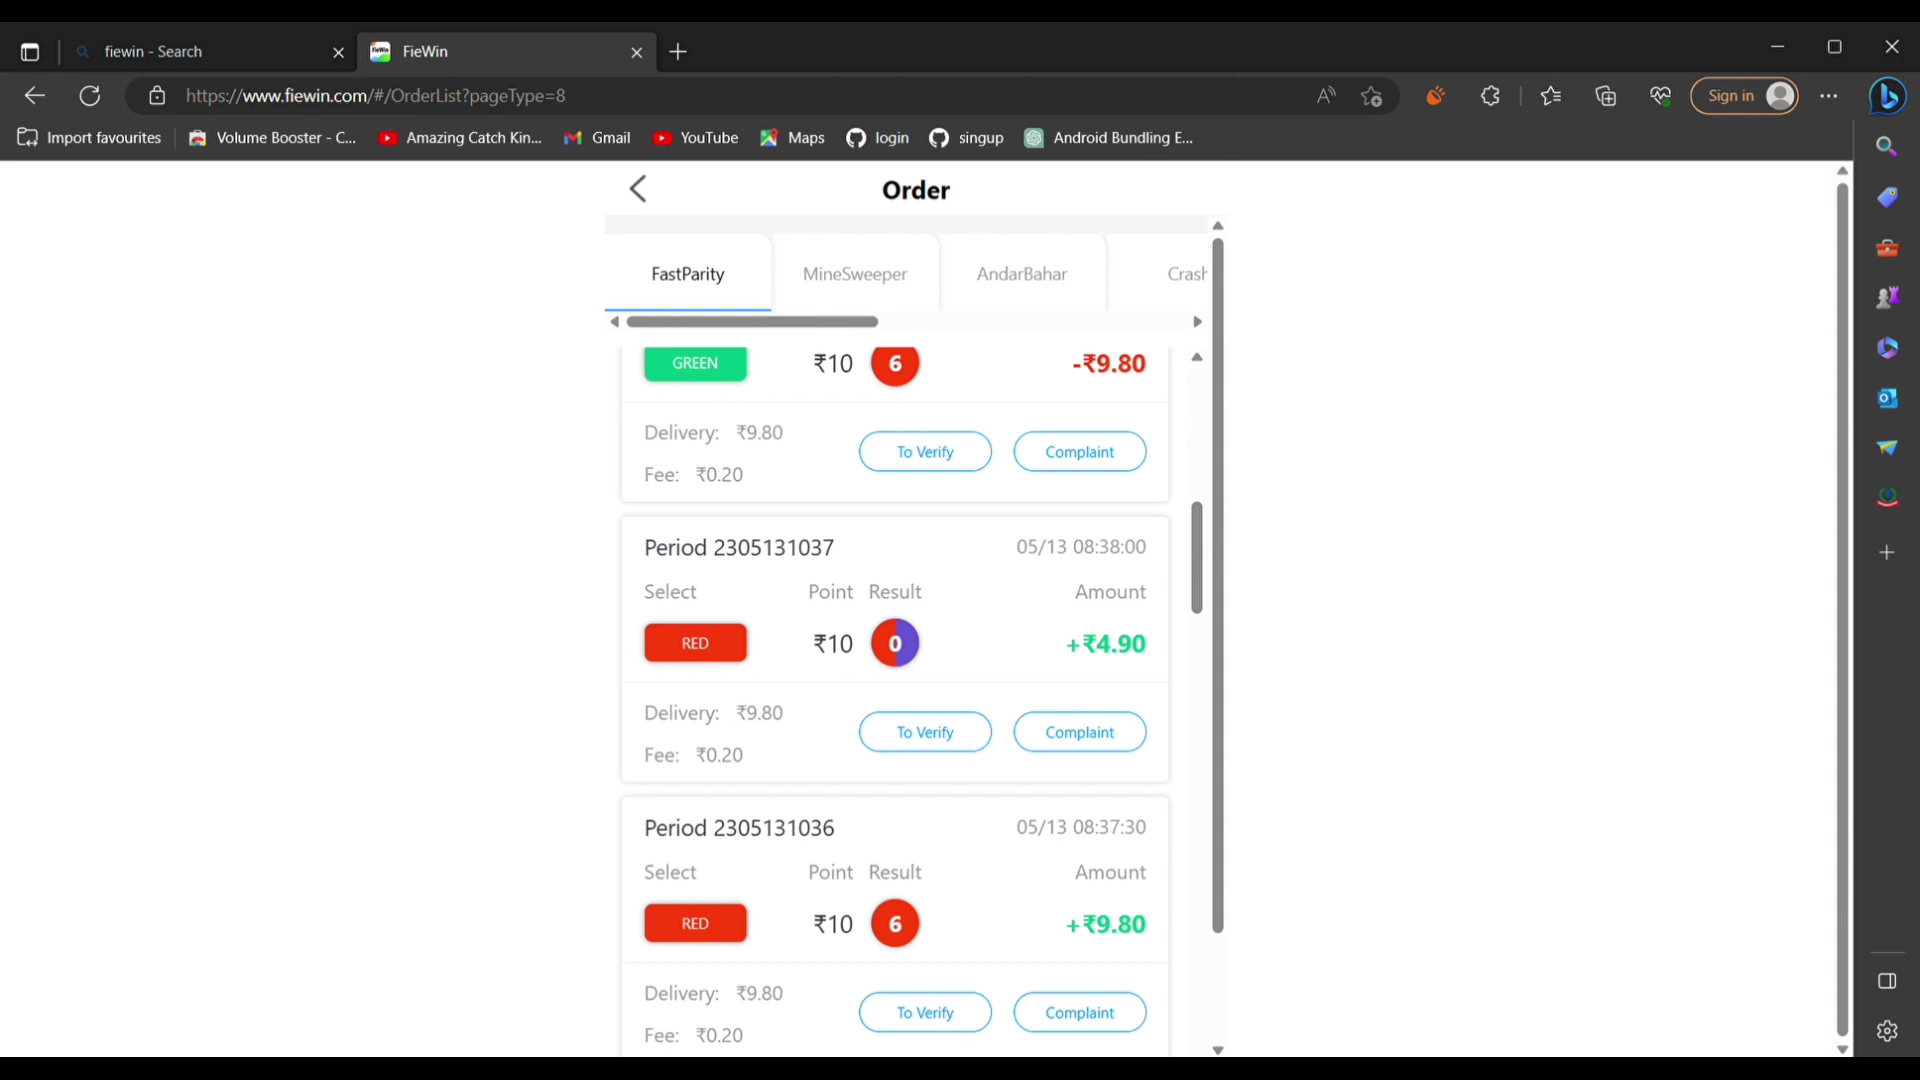 fiewin - Search
FieWin
https://www.fiewin.com/#/OrderList?pageType=8
Sign in
Import favourites
Volume Booster - C...
Amazing Catch Kin...
Gmail
YouTube
Maps
login
singup
Android Bundling E...
Order
FastParity
MineSweeper
AndarBahar
Crash
GREEN ₹10 6 -₹9.80
Delivery: ₹9.80
To Verify
Complaint
Fee: ₹0.20
Period 2305131037 05/13 08:38:00
Select Point Result Amount
RED ₹10 0 +₹4.90
Delivery: ₹9.80
To Verify
Complaint
Fee: ₹0.20
Period 2305131036 05/13 08:37:30
Select Point Result Amount
RED ₹10 6 +₹9.80
Delivery: ₹9.80
To Verify
Complaint
Fee: ₹0.20